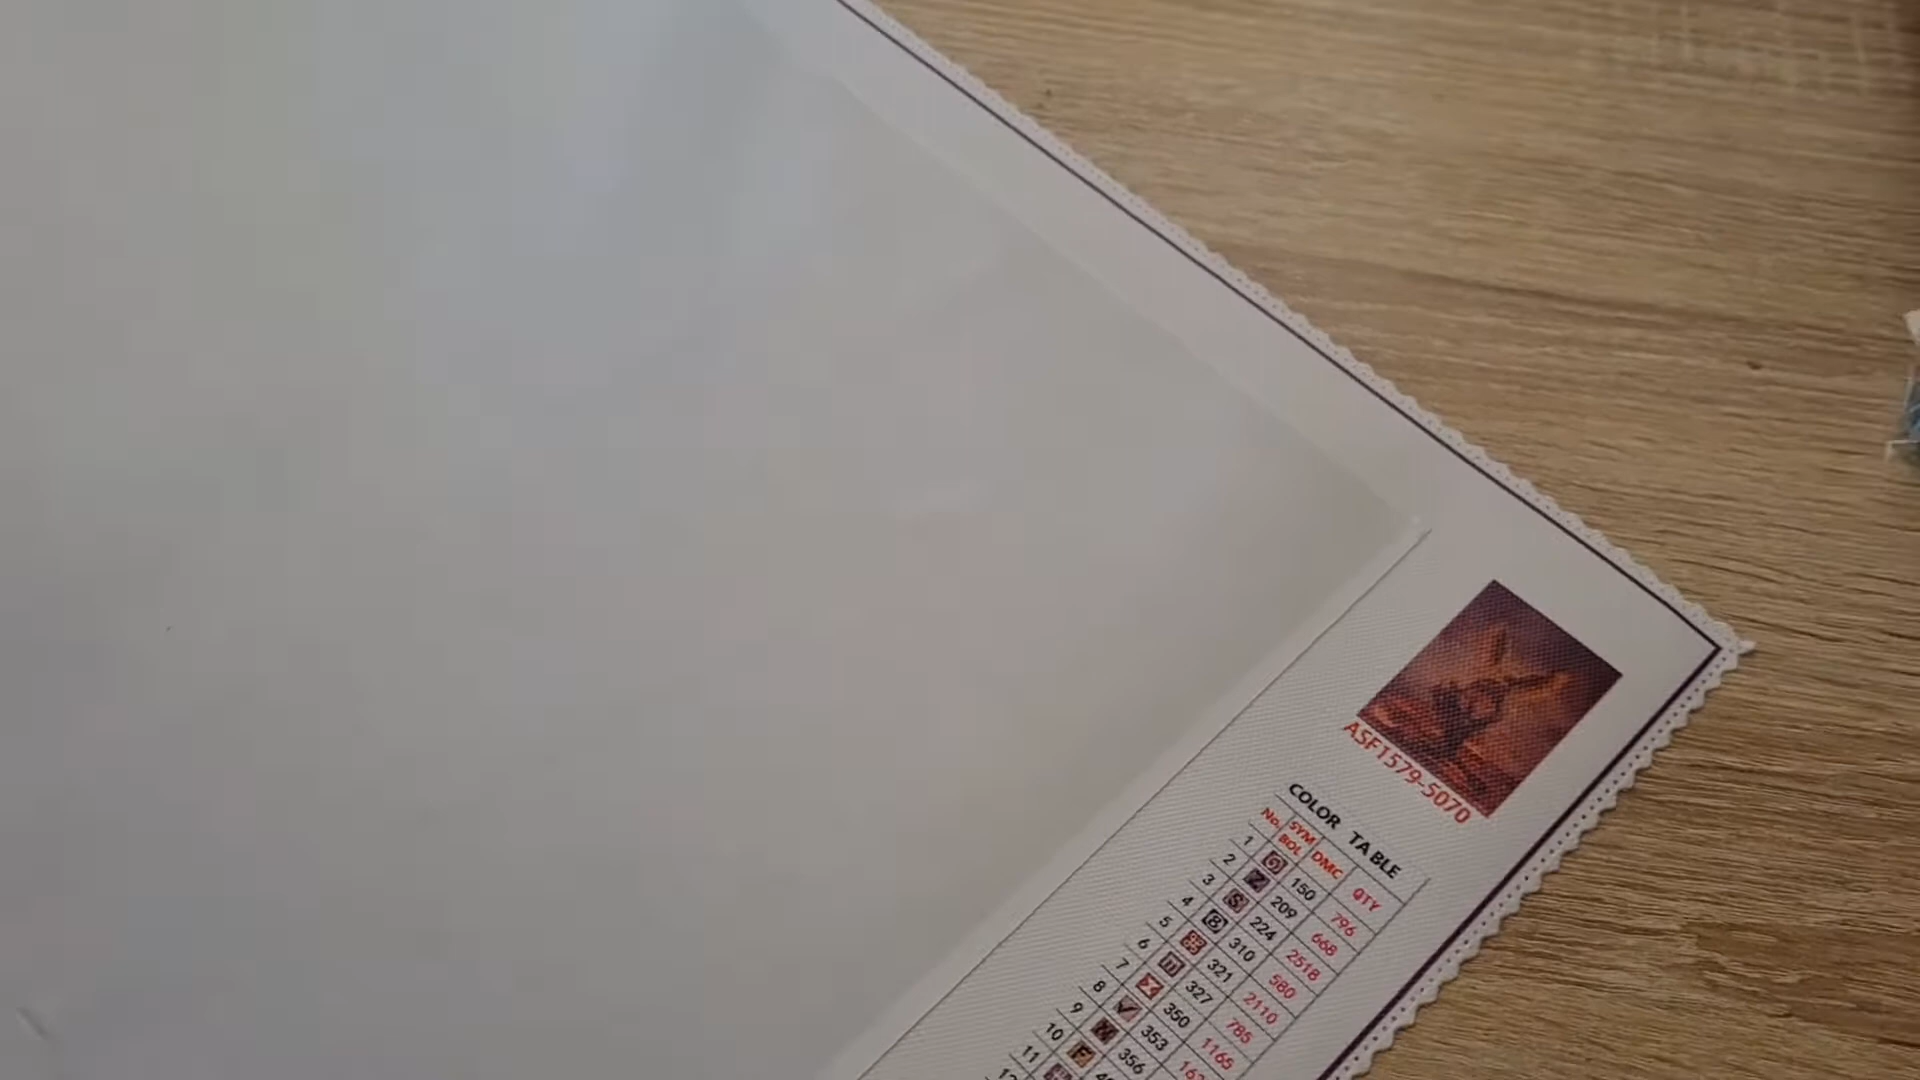 ASF1579-5070
COLOR TABLE
No. SYM BOL DMC QTY
1 150 796
2 Z 209 668
3 S 224 2518
4 B 310 580
5 321 2110
6 m 327 785
7 X 350 1165
8 ✓ 353
9 N 356
10 F
11